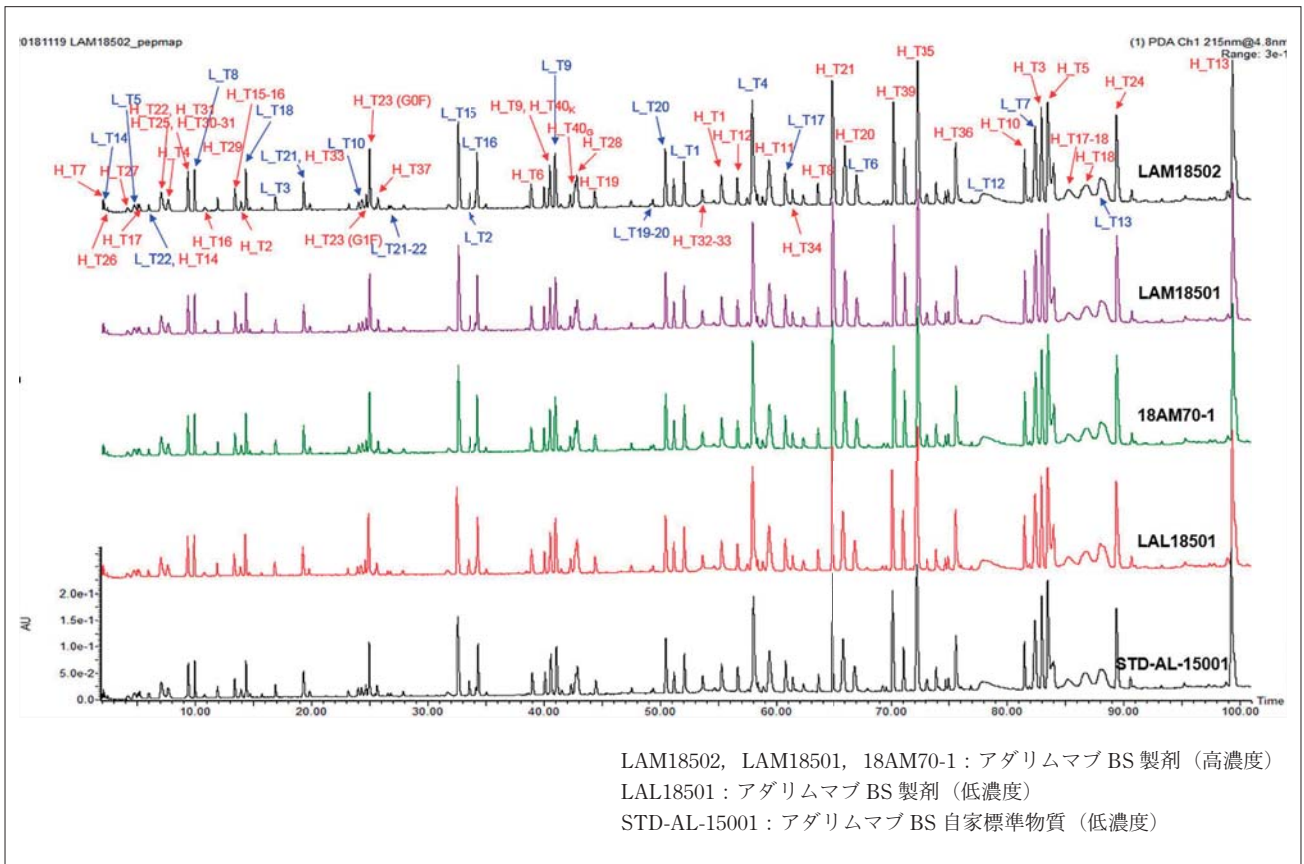 20181119 LAM18502_pepmap
(1) PDA Ch1 215nm@4.8nm
Range: 3e-1
H_T7
L_T14
H_T26
H_T27
L_T5
H_T17
L_T22, H_T14
H_T22,
H_T25,
H_T4
H_T31
H_T30-31
L_T8
H_T16
H_T29
H_T15-16
H_T2
L_T18
L_T3
L_T21,
H_T33
L_T10
H_T23 (G0F)
H_T23 (G1F)
H_T37
L_T21-22
L_T15
L_T2
L_T16
H_T6
H_T9, H_T40K
L_T9
H_T40G
H_T28
H_T19
L_T19-20
L_T20
L_T1
H_T32-33
H_T1
H_T12
L_T4
H_T11
L_T17
H_T34
H_T8
H_T21
H_T20
L_T6
H_T39
H_T35
H_T36
L_T12
H_T10
L_T7
H_T3
H_T5
H_T17-18
H_T18
L_T13
H_T24
H_T13
LAM18502
LAM18501
18AM70-1
LAL18501
STD-AL-15001
AU
2.0e-1
1.5e-1
1.0e-1
5.0e-2
0.0
10.00 20.00 30.00 40.00 50.00 60.00 70.00 80.00 90.00 100.00 Time
LAM18502, LAM18501, 18AM70-1：アダリムマブ BS 製剤（高濃度）
LAL18501：アダリムマブ BS 製剤（低濃度）
STD-AL-15001：アダリムマブ BS 自家標準物質（低濃度）